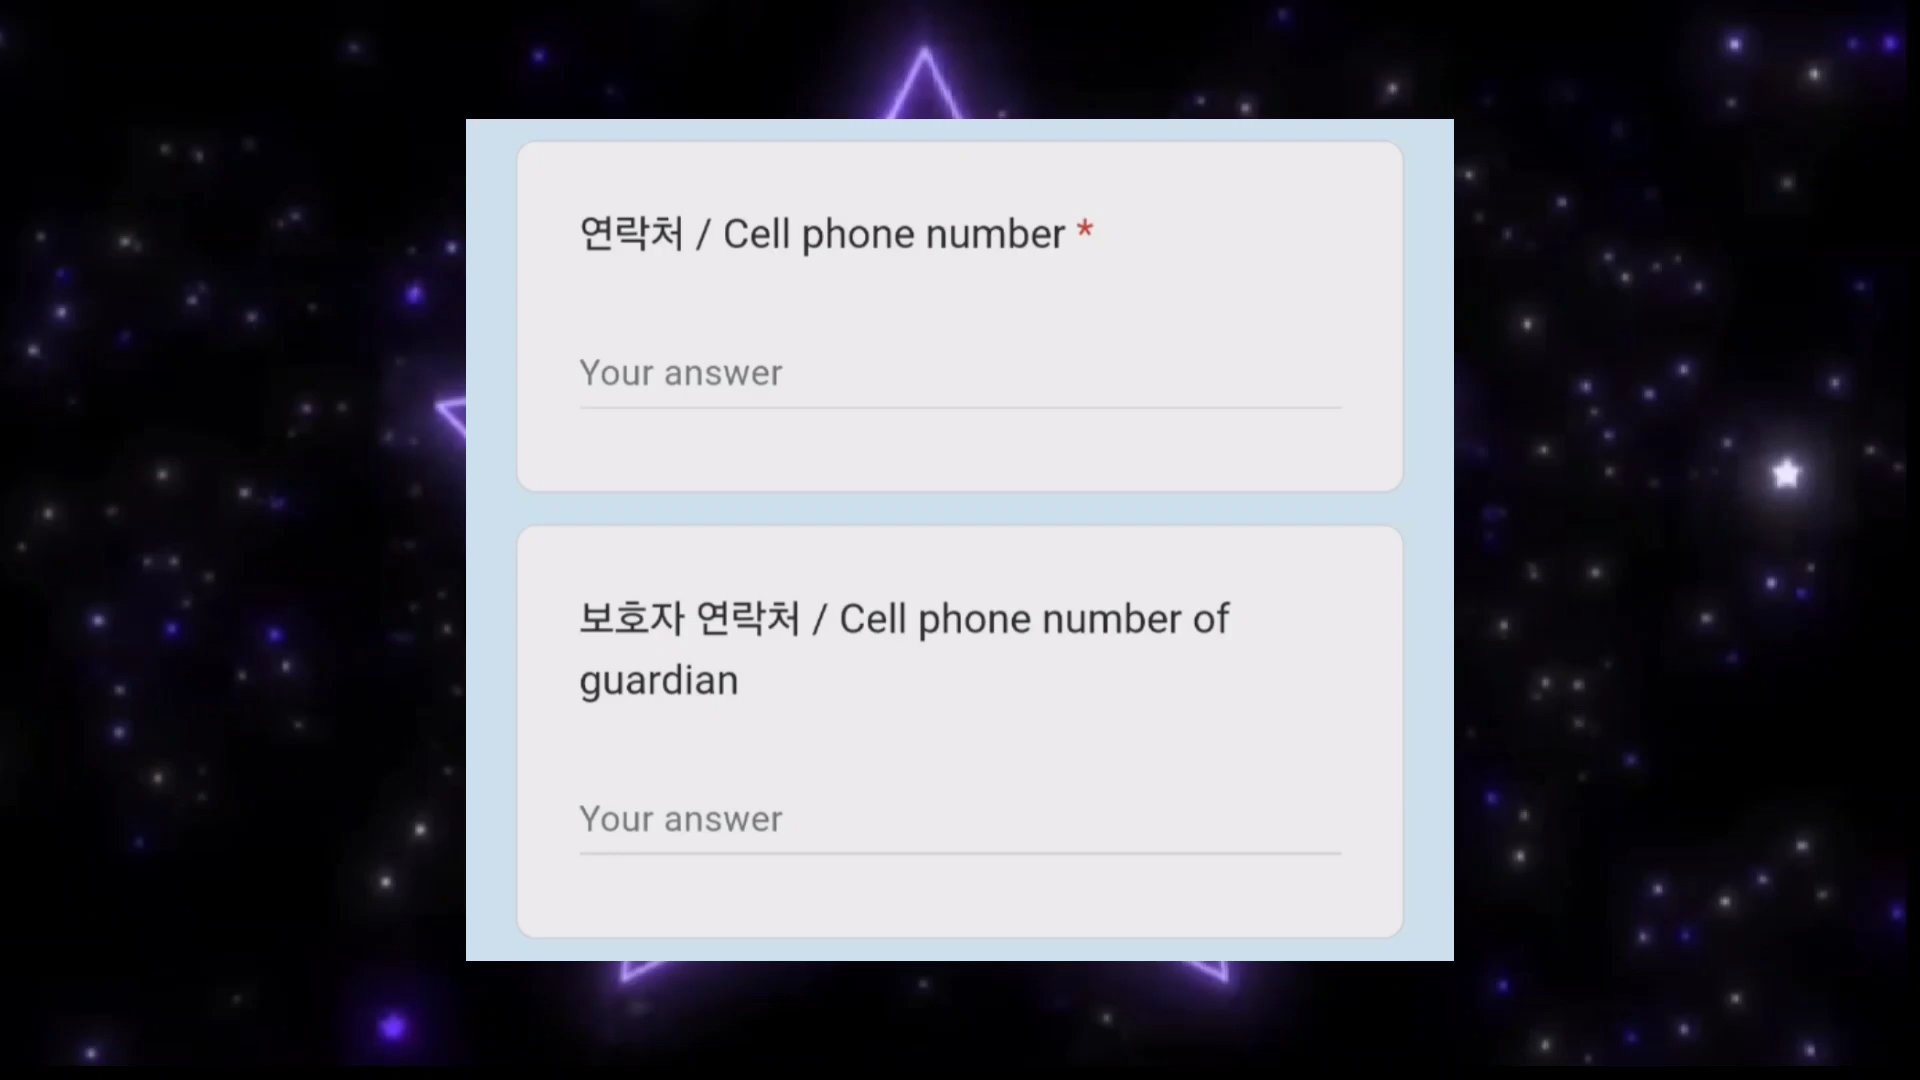 연락처 / Cell phone number *
Your answer
보호자 연락처 / Cell phone number of
guardian
Your answer